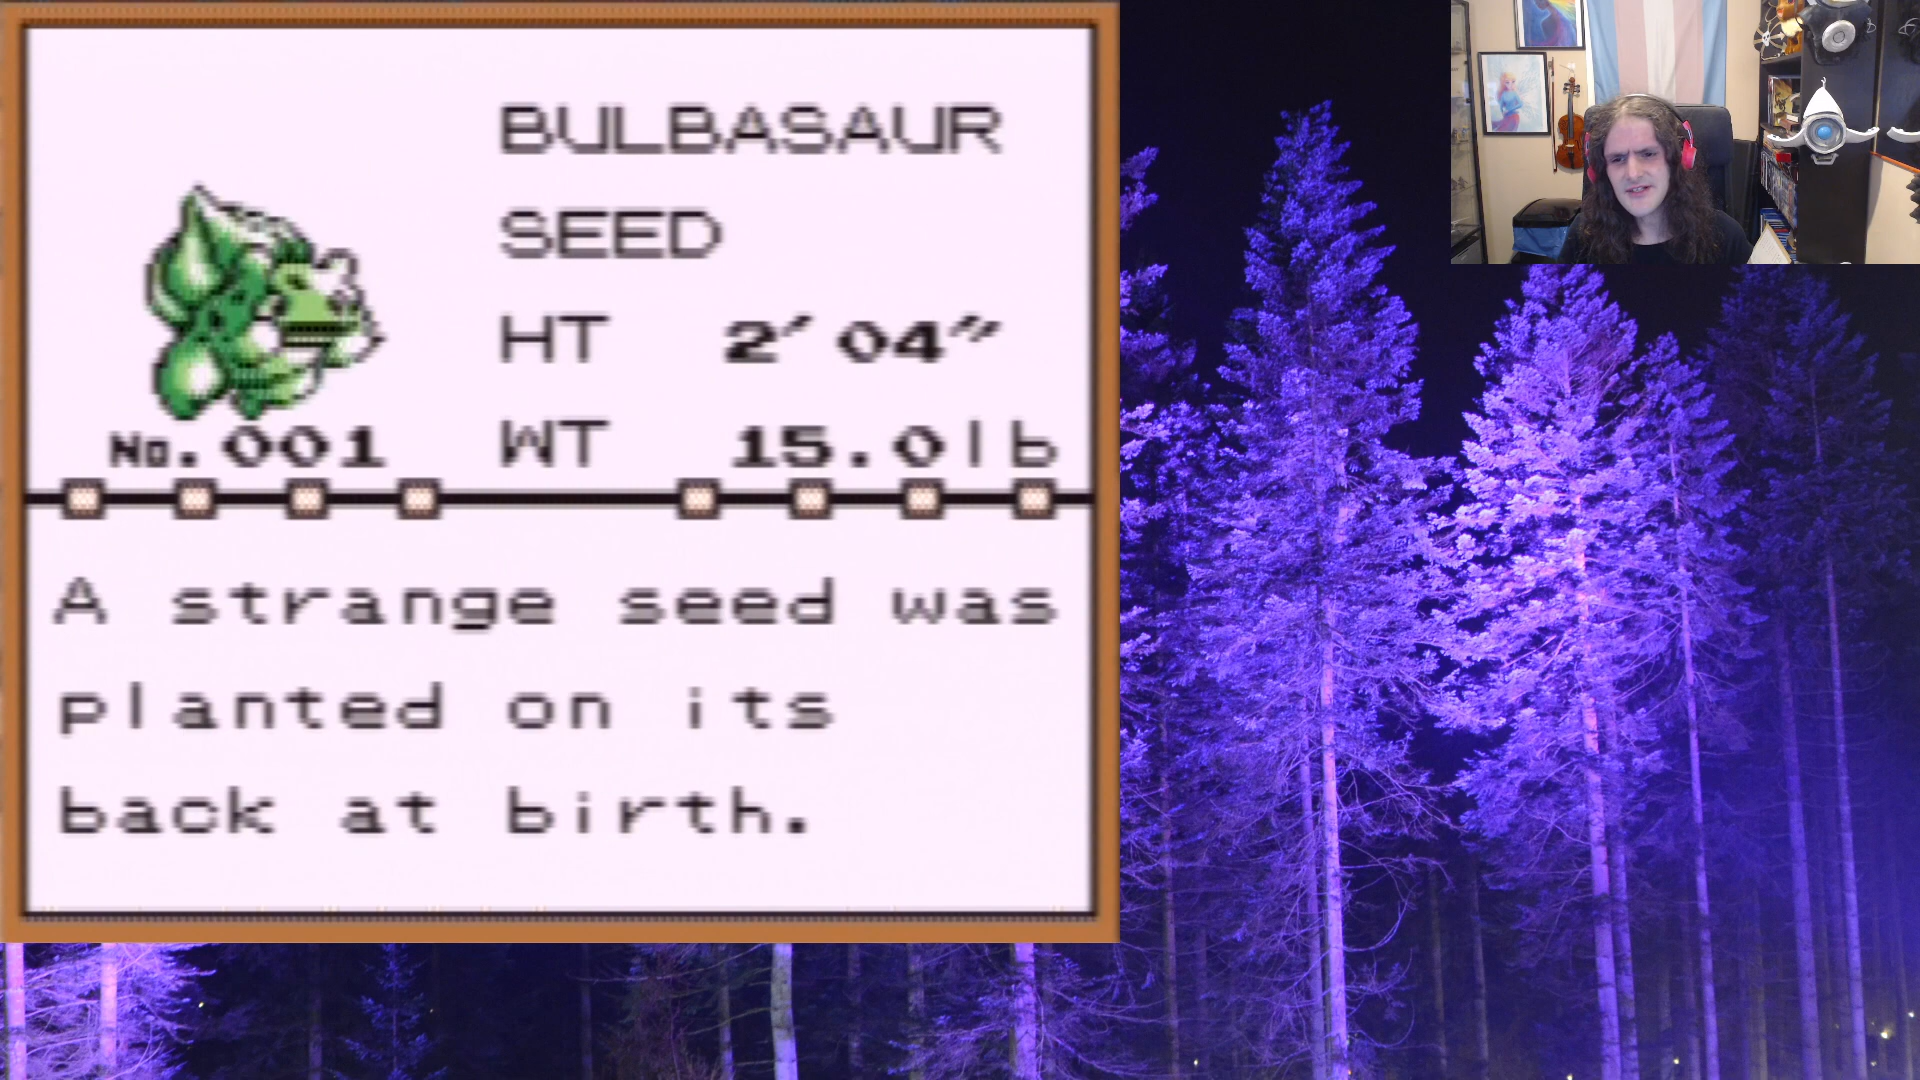 BULBASAUR
SEED
HT 2′04″
No.001 WT 15.0lb
A strange seed was
planted on its
back at birth.